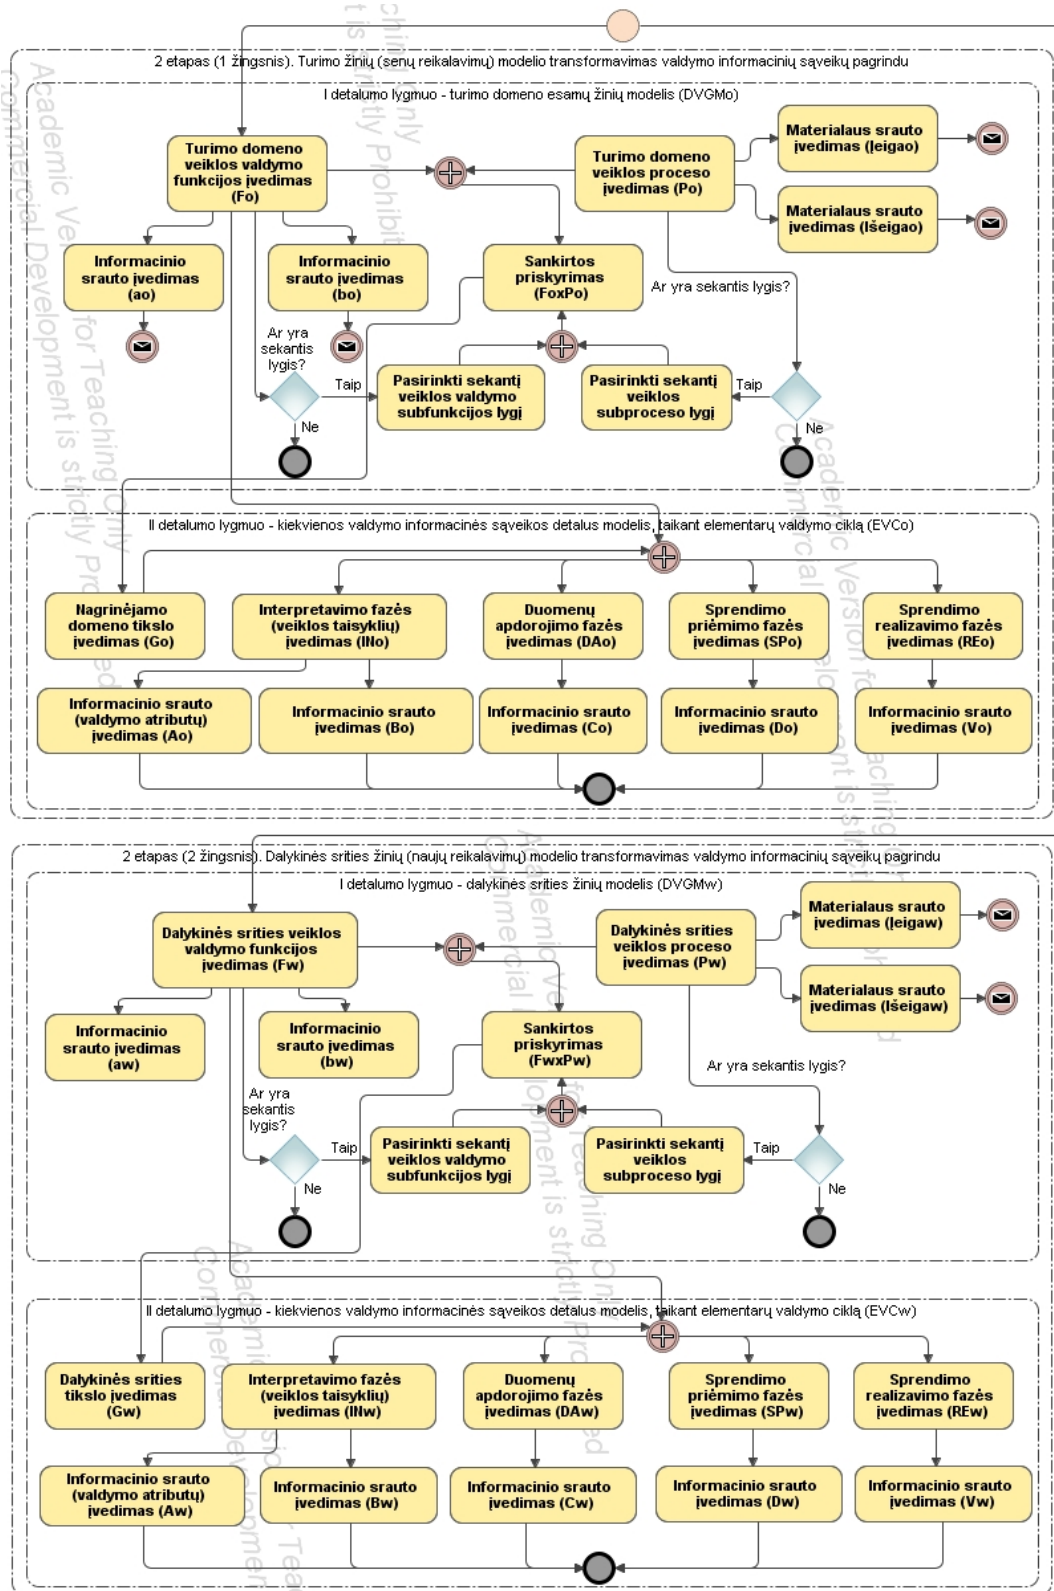 2 etapas (1 žingsnis). Turimo žinių (senų reikalavimų) modelio transformavimas valdymo informacinių sąveikų pagrindu
I detalumo lygmuo - turimo domeno esamų žinių modelis (DVGMo)
Turimo domeno
veiklos valdymo
funkcijos įvedimas
(Fo)
Turimo domeno
veiklos proceso
įvedimas (Po)
Materialaus srauto
įvedimas (Įeigao)
Materialaus srauto
įvedimas (Išeigao)
Informacinio
srauto įvedimas
(ao)
Informacinio
srauto įvedimas
(bo)
Sankirtos
priskyrimas
(FoxPo)
Ar yra sekantis lygis?
Ar yra
sekantis
lygis?
Taip
Pasirinkti sekantį
veiklos valdymo
subfunkcijos lygį
Pasirinkti sekantį
veiklos
subproceso lygį
Taip
Ne
Ne
II detalumo lygmuo - kiekvienos valdymo informacinės sąveikos detalus modelis, taikant elementarų valdymo ciklą (EVCo)
Nagrinėjamo
domeno tikslo
įvedimas (Go)
Interpretavimo fazės
(veiklos taisyklių)
įvedimas (INo)
Duomenų
apdorojimo fazės
įvedimas (DAo)
Sprendimo
priėmimo fazės
įvedimas (SPo)
Sprendimo
realizavimo fazės
įvedimas (REo)
Informacinio srauto
(valdymo atributų)
įvedimas (Ao)
Informacinio srauto
įvedimas (Bo)
Informacinio srauto
įvedimas (Co)
Informacinio srauto
įvedimas (Do)
Informacinio srauto
įvedimas (Vo)
2 etapas (2 žingsnis). Dalykinės srities žinių (naujų reikalavimų) modelio transformavimas valdymo informacinių sąveikų pagrindu
I detalumo lygmuo - dalykinės srities žinių modelis (DVGMw)
Dalykinės srities veiklos
valdymo funkcijos
įvedimas (Fw)
Dalykinės srities
veiklos proceso
įvedimas (Pw)
Materialaus srauto
įvedimas (Įeigaw)
Materialaus srauto
įvedimas (Išeigaw)
Informacinio
srauto įvedimas
(aw)
Informacinio
srauto įvedimas
(bw)
Sankirtos
priskyrimas
(FwxPw)
Ar yra sekantis lygis?
Ar yra
sekantis
lygis?
Taip
Pasirinkti sekantį
veiklos valdymo
subfunkcijos lygį
Pasirinkti sekantį
veiklos
subproceso lygį
Taip
Ne
Ne
II detalumo lygmuo - kiekvienos valdymo informacinės sąveikos detalus modelis, taikant elementarų valdymo ciklą (EVCw)
Dalykinės srities
tikslo įvedimas
(Gw)
Interpretavimo fazės
(veiklos taisyklių)
įvedimas (INw)
Duomenų
apdorojimo fazės
įvedimas (DAw)
Sprendimo
priėmimo fazės
įvedimas (SPw)
Sprendimo
realizavimo fazės
įvedimas (REw)
Informacinio srauto
(valdymo atributų)
įvedimas (Aw)
Informacinio srauto
įvedimas (Bw)
Informacinio srauto
įvedimas (Cw)
Informacinio srauto
įvedimas (Dw)
Informacinio srauto
įvedimas (Vw)